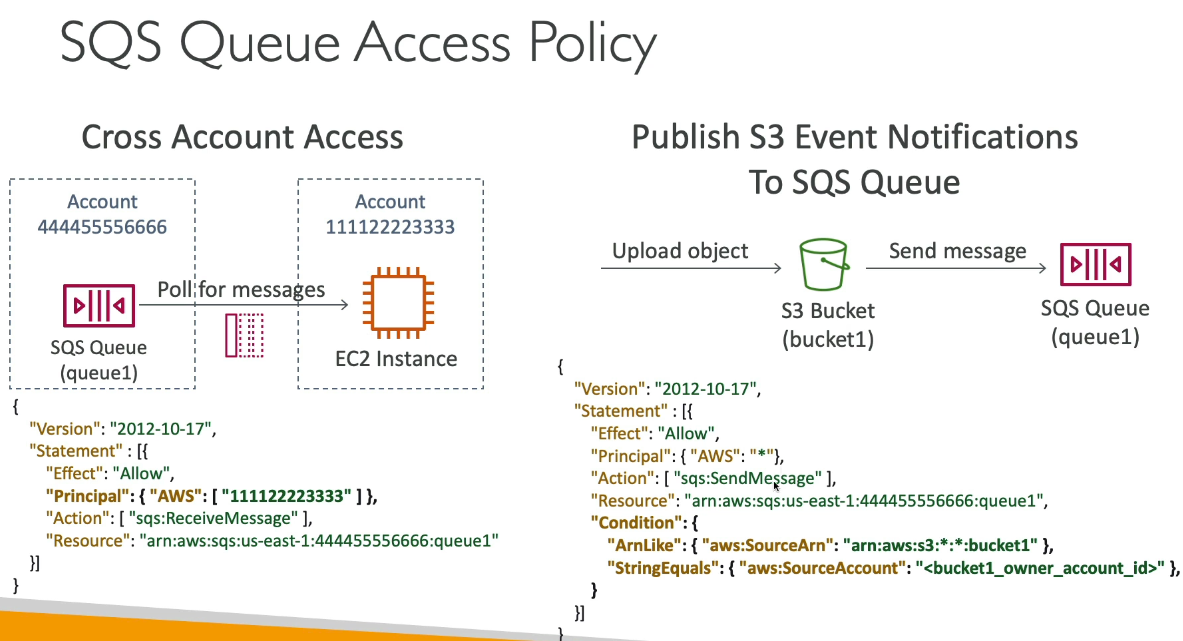 SQS Queue Access Policy
Cross Account Access
Account
444455556666
Account
111122223333
Poll for messages
SQS Queue
(queue1)
EC2 Instance
{
"Version": "2012-10-17",
"Statement" : [{
"Effect": "Allow",
"Principal": { "AWS": [ "111122223333" ] },
"Action": [ "sqs:ReceiveMessage" ],
"Resource": "arn:aws:sqs:us-east-1:444455556666:queue1"
}]
}
Publish S3 Event Notifications
To SQS Queue
Upload object
Send message
S3 Bucket
(bucket1)
SQS Queue
(queue1)
{
"Version": "2012-10-17",
"Statement" : [{
"Effect": "Allow",
"Principal": { "AWS": "*"},
"Action": [ "sqs:SendMessage" ],
"Resource": "arn:aws:sqs:us-east-1:444455556666:queue1",
"Condition": {
"ArnLike": { "aws:SourceArn": "arn:aws:s3:*:*:bucket1" },
"StringEquals": { "aws:SourceAccount": "<bucket1_owner_account_id>" },
}
}]
}